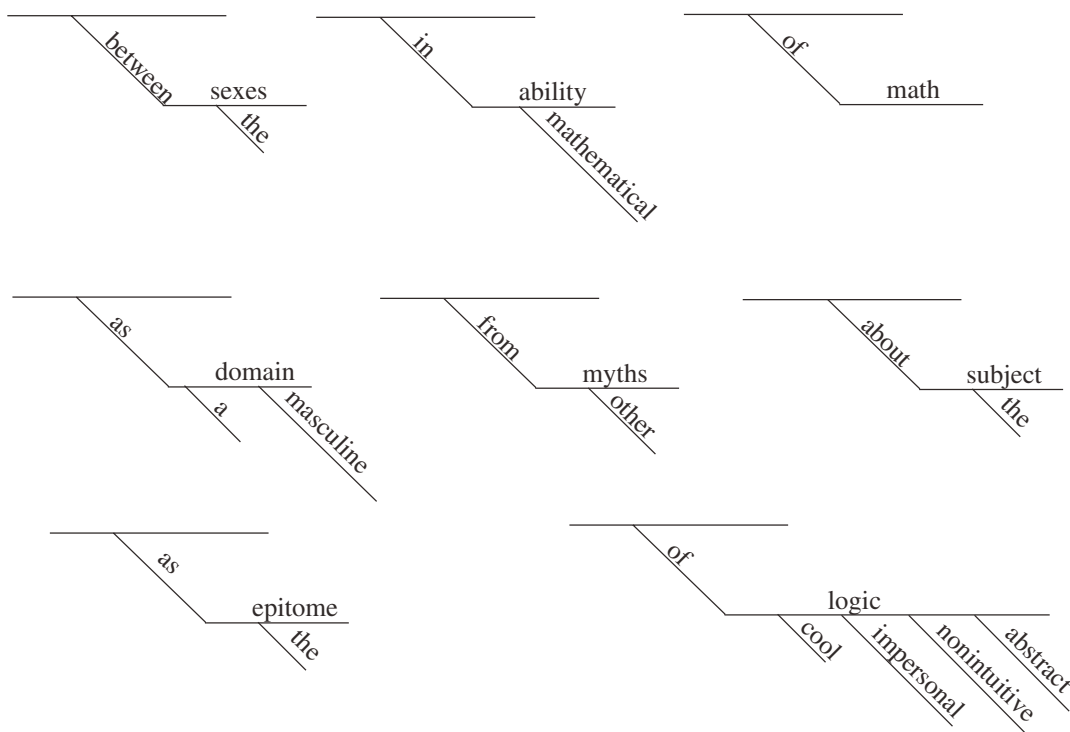 between sexes the
in ability mathematical
of math
as domain a masculine
from myths other
about subject the
as epitome the
of logic cool impersonal nonintuitive abstract